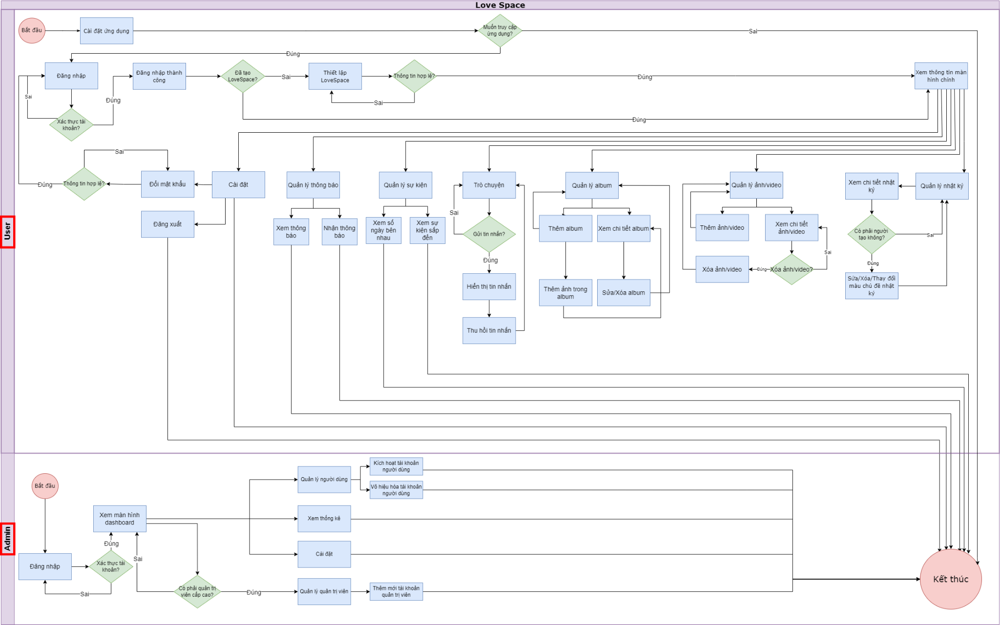 Love Space
User
Bắt đầu
Cài đặt ứng dụng
Muốn truy cập
ứng dụng?
Sai
Đúng
Đăng nhập
Đăng nhập thành
công
Đã tạo
LoveSpace?
Sai
Thiết lập
LoveSpace
Thông tin hợp lệ?
Đúng
Xem thông tin màn
hình chính
Sai
Đúng
Sai
Đúng
Xác thực tài
khoản?
Sai
Đúng
Thông tin hợp lệ?
Đổi mật khẩu
Cài đặt
Đăng xuất
Quản lý thông báo
Xem thông
báo
Nhận thông
báo
Quản lý sự kiện
Xem số
ngày bên
nhau
Xem sự
kiện sắp
đến
Trò chuyện
Sai
Gửi tin nhắn?
Đúng
Hiển thị tin nhắn
Thu hồi tin nhắn
Quản lý album
Thêm album
Xem chi tiết album
Thêm ảnh trong
album
Sửa/Xóa album
Quản lý ảnh/video
Thêm ảnh/video
Xem chi tiết
ảnh/video
Sai
Xóa ảnh/video
Đúng
Xóa ảnh/video?
Xem chi tiết nhật
ký
Quản lý nhật ký
Có phải người
tạo không?
Sai
Đúng
Sửa/Xóa/Thay đổi
màu chủ đề nhật
ký
Admin
Bắt đầu
Đăng nhập
Xác thực tài
khoản?
Sai
Đúng
Xem màn hình
dashboard
Sai
Có phải quản trị
viên cấp cao?
Đúng
Quản lý người dùng
Kích hoạt tài khoản
người dùng
Vô hiệu hóa tài khoản
người dùng
Xem thống kê
Cài đặt
Quản lý quản trị viên
Thêm mới tài khoản
quản trị viên
Kết thúc